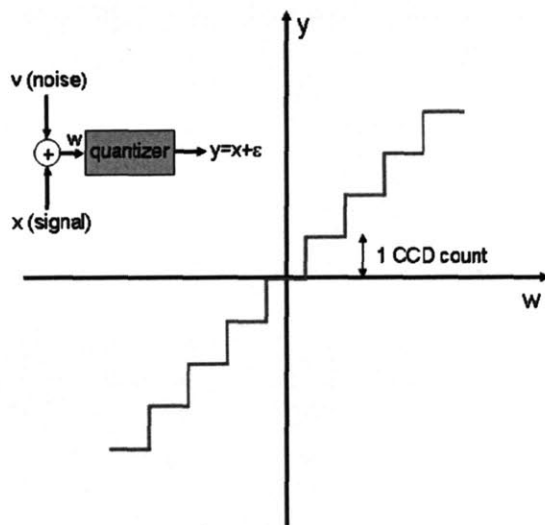 y
v (noise)
w
+
quantizer
y=x+ε
x (signal)
1 CCD count
w